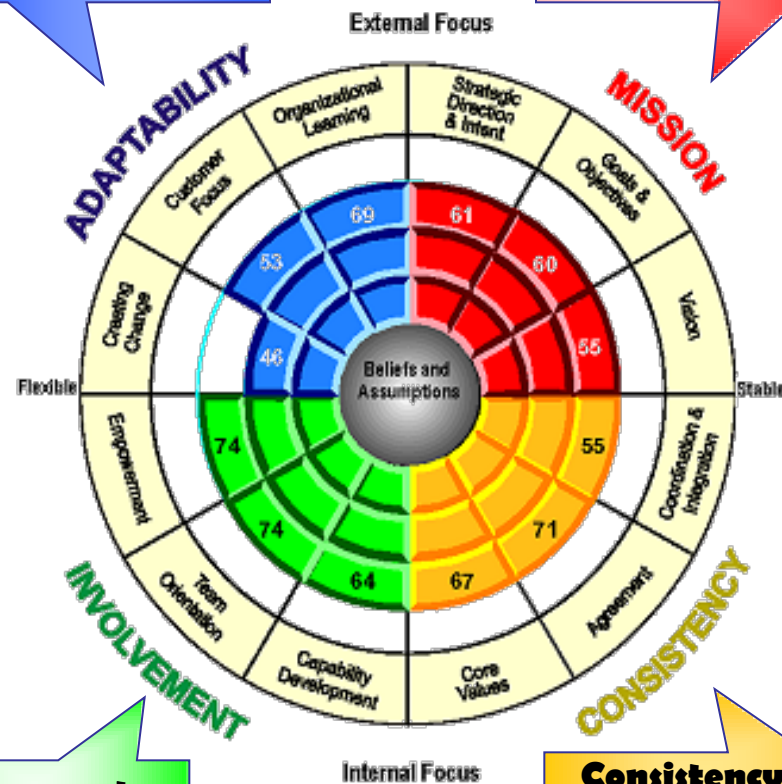 External Focus
ADAPTABILITY
MISSION
Organizational
Learning
Strategic
Direction
& Intent
Customer
Focus
Goals &
Objectives
Creating
Change
Vision
69
61
53
60
46
55
Beliefs and
Assumptions
Flexible
Stable
Empowerment
Coordination &
Integration
74
55
74
71
64
67
Team
Orientation
Agreement
Capability
Development
Core
Values
INVOLVEMENT
CONSISTENCY
Internal Focus
Consistency